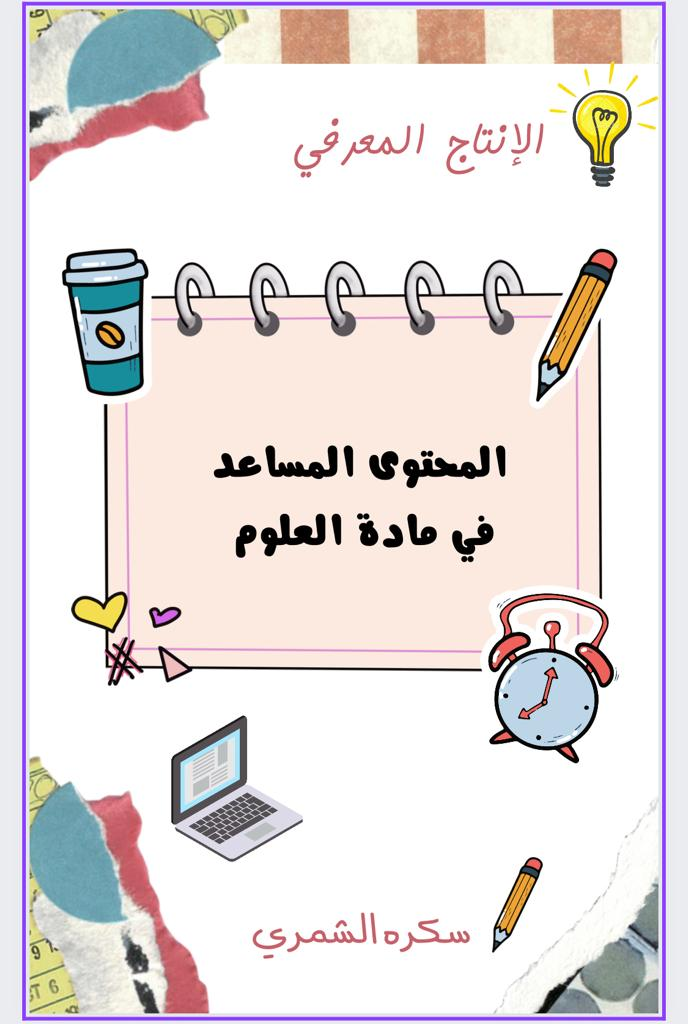 الإنتاج المعرفي
المحتوى المساعد
في مادة العلوم
سكره الشمري